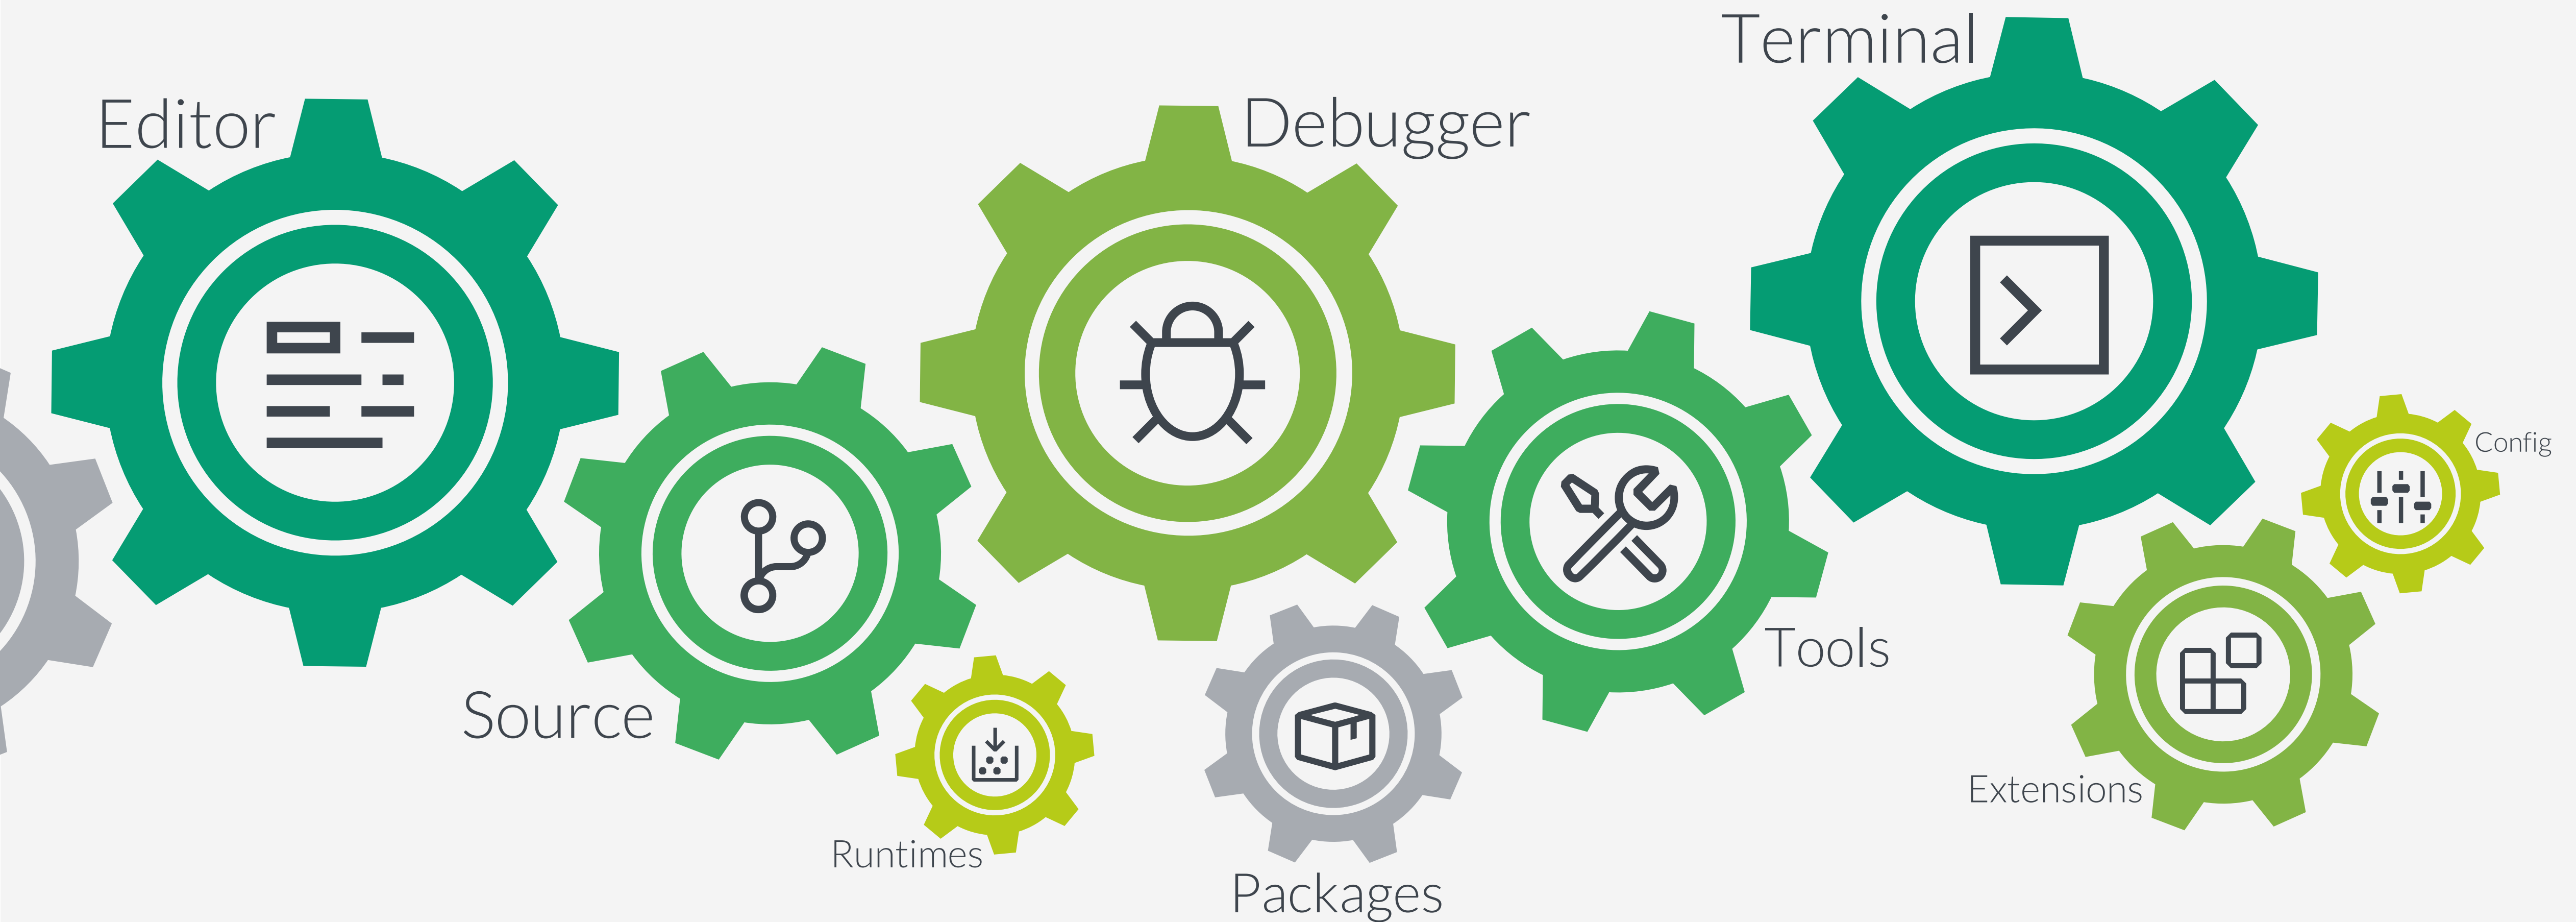 Editor
Source
Runtimes
Debugger
Packages
Tools
Terminal
Extensions
Config